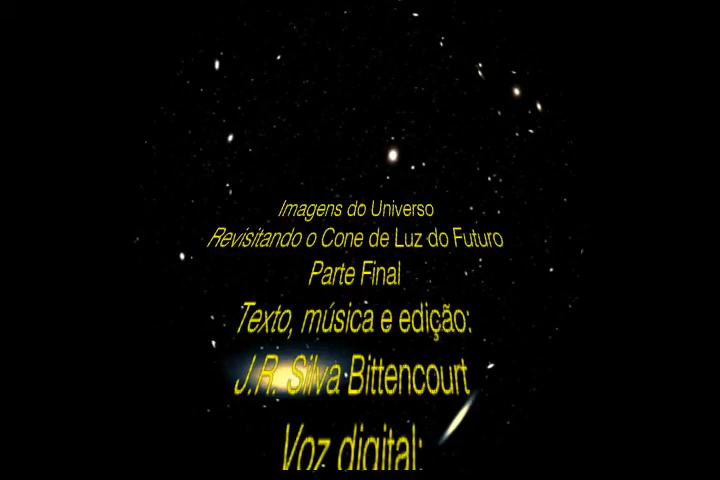 Imagens do Universo
Revisitando o Cone de Luz do Futuro
Parte Final
Texto, música e edição:
J.R. Silva Bittencourt
Voz digital: